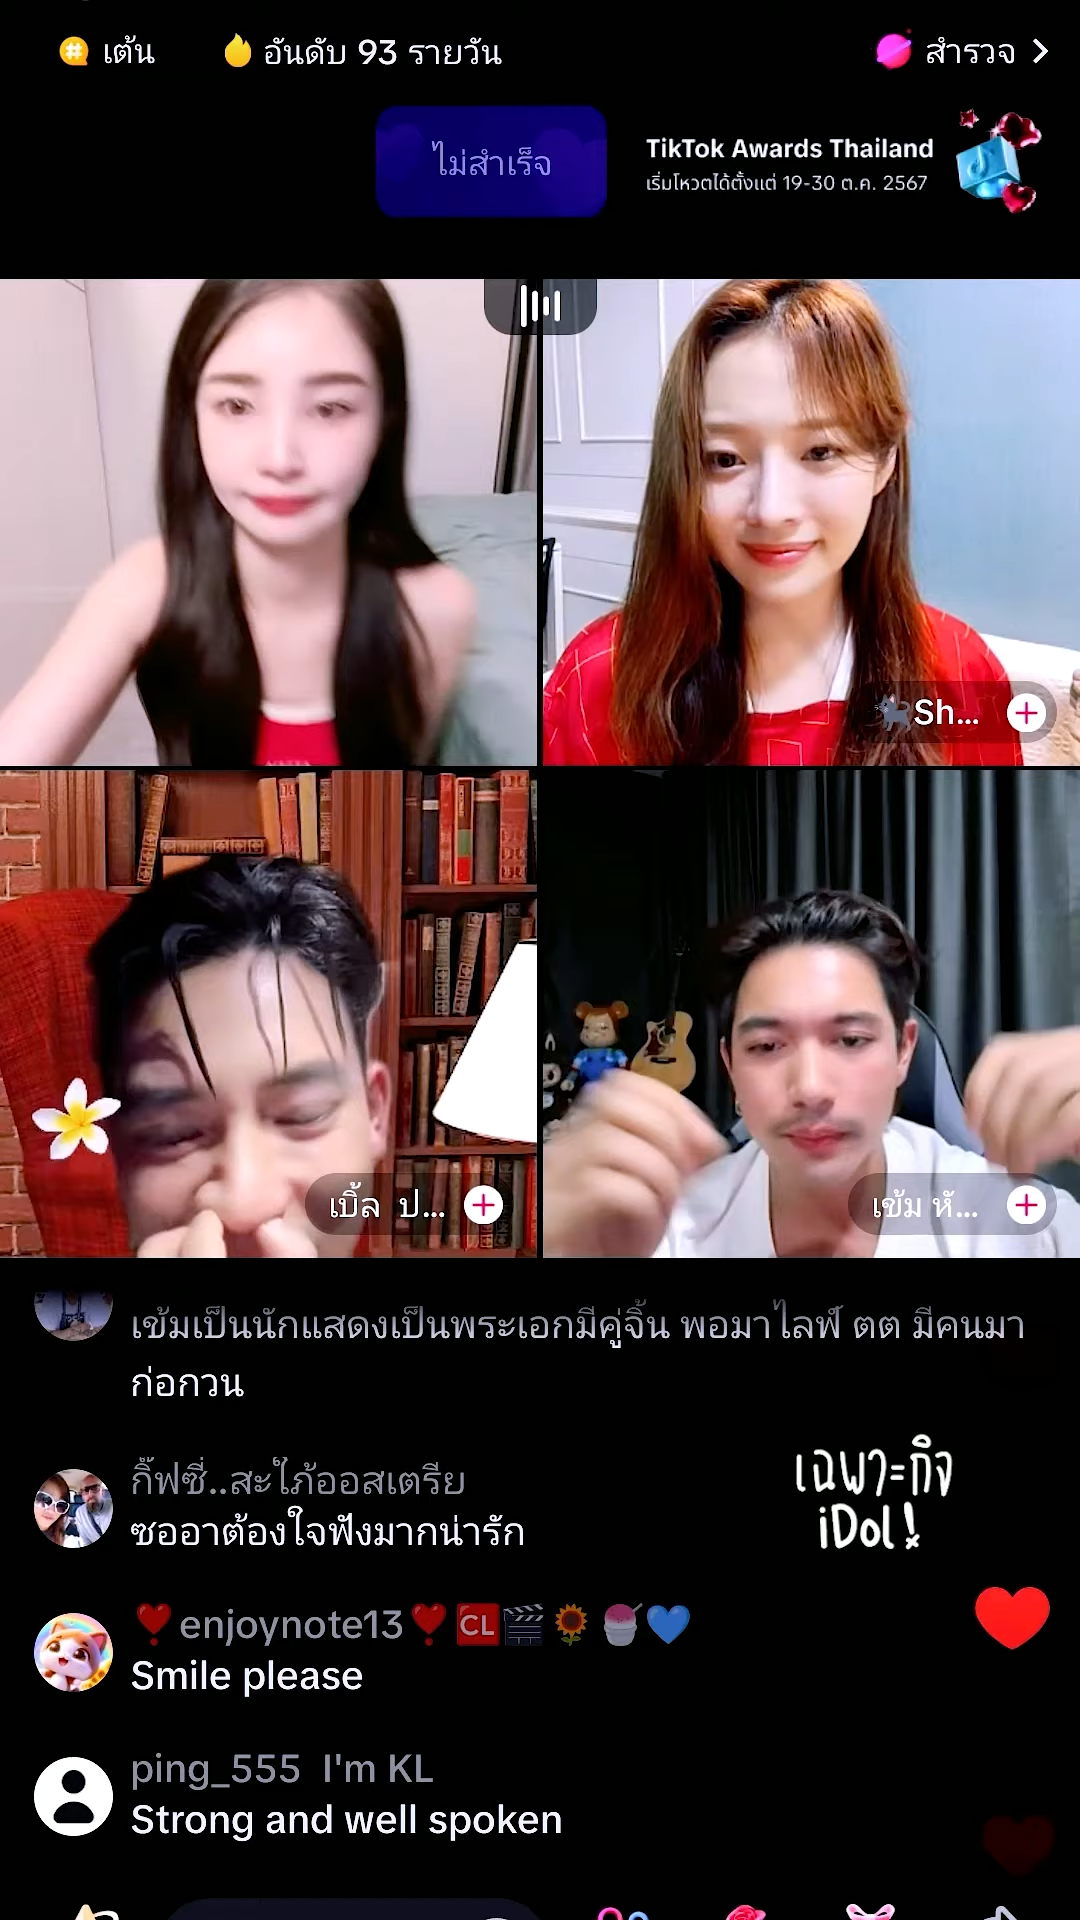 เต้น
อันดับ 93 รายวัน
สำรวจ
ไม่สำเร็จ
TikTok Awards Thailand
เริ่มโหวตได้ตั้งแต่ 19-30 ต.ค. 2567
Sh...
เบิ้ล ป...
เข้ม หั...
เข้มเป็นนักแสดงเป็นพระเอกมีคู่จิ้น พอมาไลฟ์ ตต มีคนมา
ก่อกวน
กิ๊ฟซี่..สะใภ้ออสเตรีย
ซออาต้องใจฟังมากน่ารัก
เฉพาะกิจ
iDol!
enjoynote13
CL
Smile please
ping_555 I'm KL
Strong and well spoken